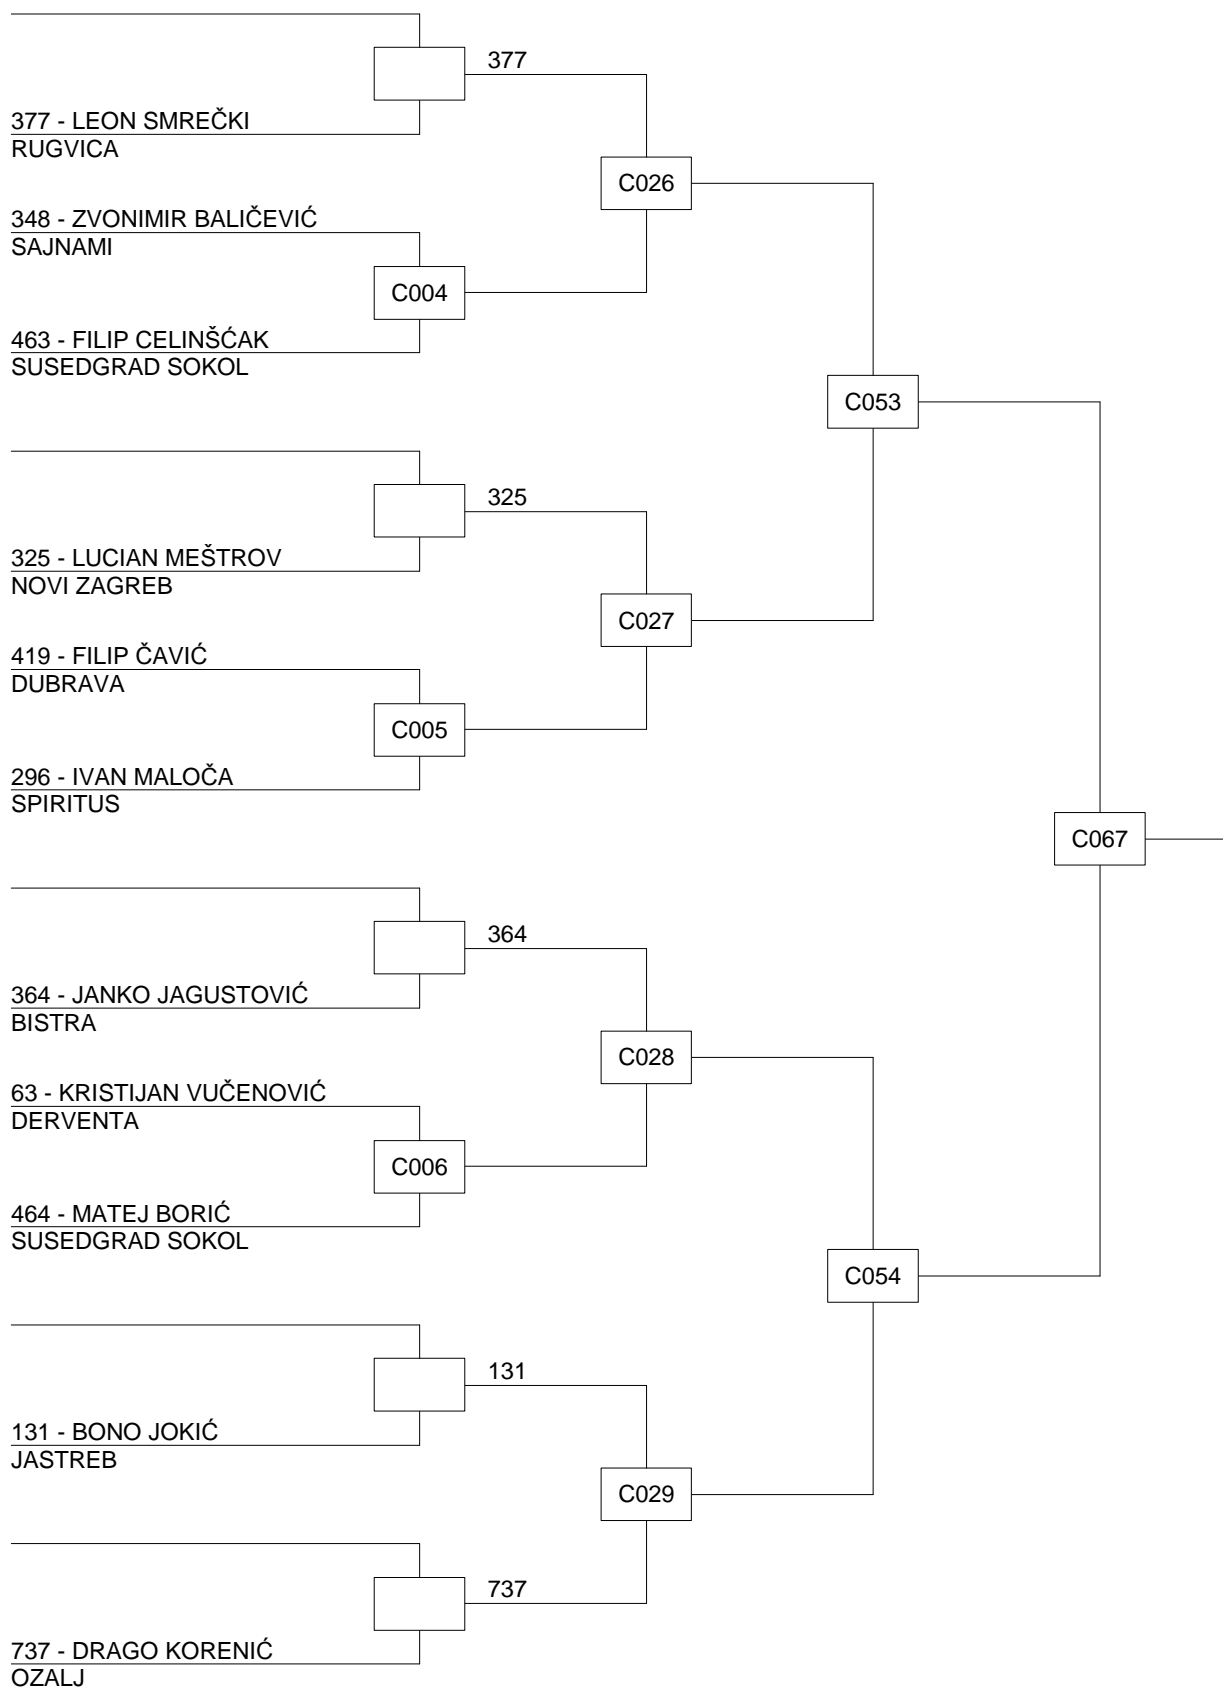 377
377 - LEON SMREČKI
RUGVICA
C026
348 - ZVONIMIR BALIČEVIĆ
SAJNAMI
C004
463 - FILIP CELINŠĆAK
SUSEDGRAD SOKOL
C053
325
325 - LUCIAN MEŠTROV
NOVI ZAGREB
C027
419 - FILIP ČAVIĆ
DUBRAVA
C005
296 - IVAN MALOČA
SPIRITUS
C067
364
364 - JANKO JAGUSTOVIĆ
BISTRA
C028
63 - KRISTIJAN VUČENOVIĆ
DERVENTA
C006
464 - MATEJ BORIĆ
SUSEDGRAD SOKOL
C054
131
131 - BONO JOKIĆ
JASTREB
C029
737
737 - DRAGO KORENIĆ
OZALJ